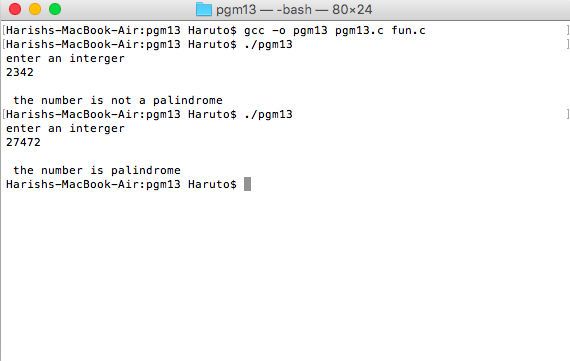 pgm13 — -bash — 80×24
[Harishs-MacBook-Air:pgm13 Haruto$ gcc -o pgm13 pgm13.c fun.c ]
[Harishs-MacBook-Air:pgm13 Haruto$ ./pgm13 ]
enter an interger
2342
the number is not a palindrome
[Harishs-MacBook-Air:pgm13 Haruto$ ./pgm13 ]
enter an interger
27472
the number is palindrome
Harishs-MacBook-Air:pgm13 Haruto$